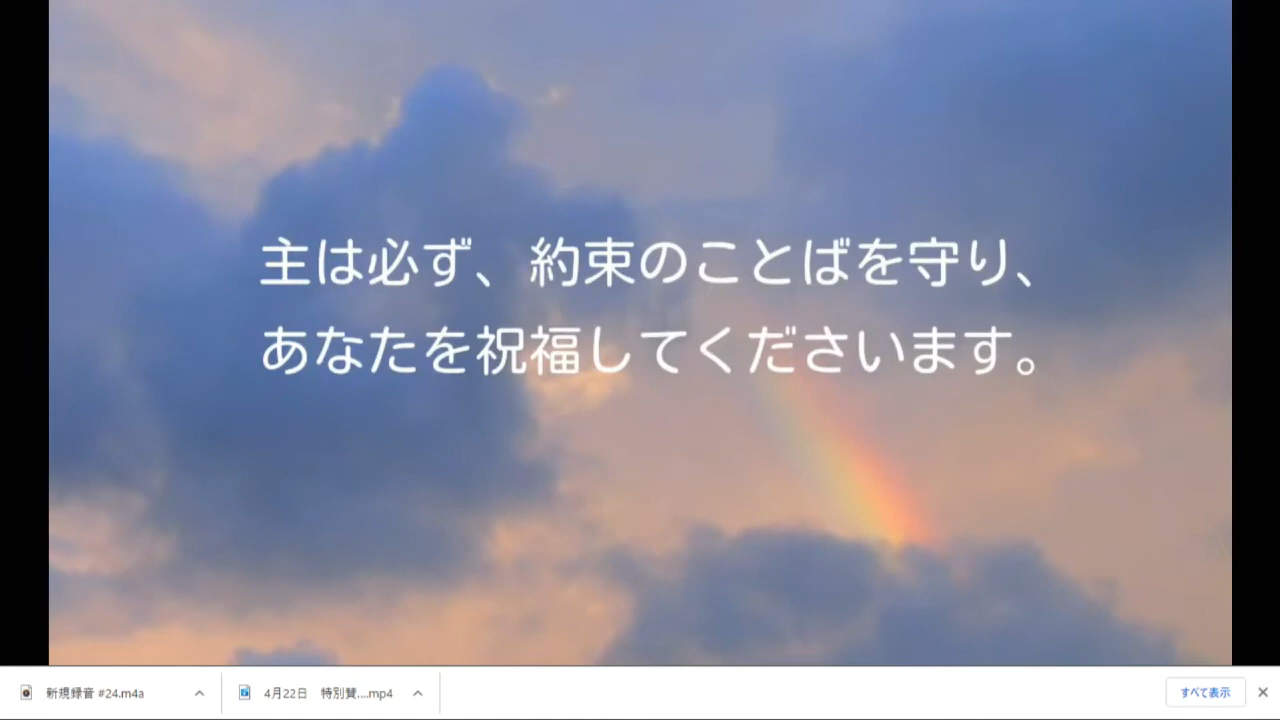 主は必ず、約束のことばを守り、
あなたを祝福してくださいます。
新規録音 #24.m4a
4月22日　特別賛....mp4
すべて表示